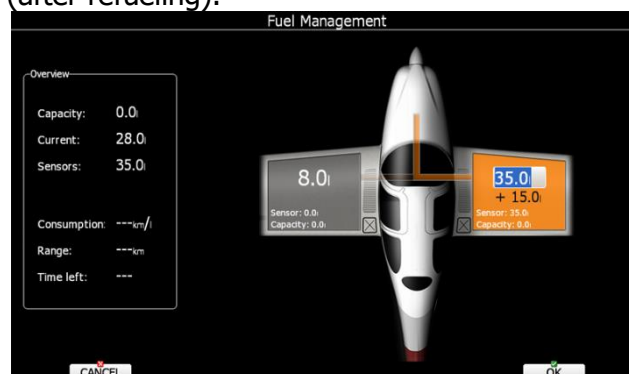 (after refueling).
Fuel Management
Overview
Capacity: 0.0l
Current: 28.0l
Sensors: 35.0l
Consumption: ---km/l
Range: ---km
Time left: ---
8.0l
Sensor: 0.0l
Capacity: 0.0l
35.0l
+ 15.0l
Sensor: 35.0l
Capacity: 0.0l
CANCEL
OK